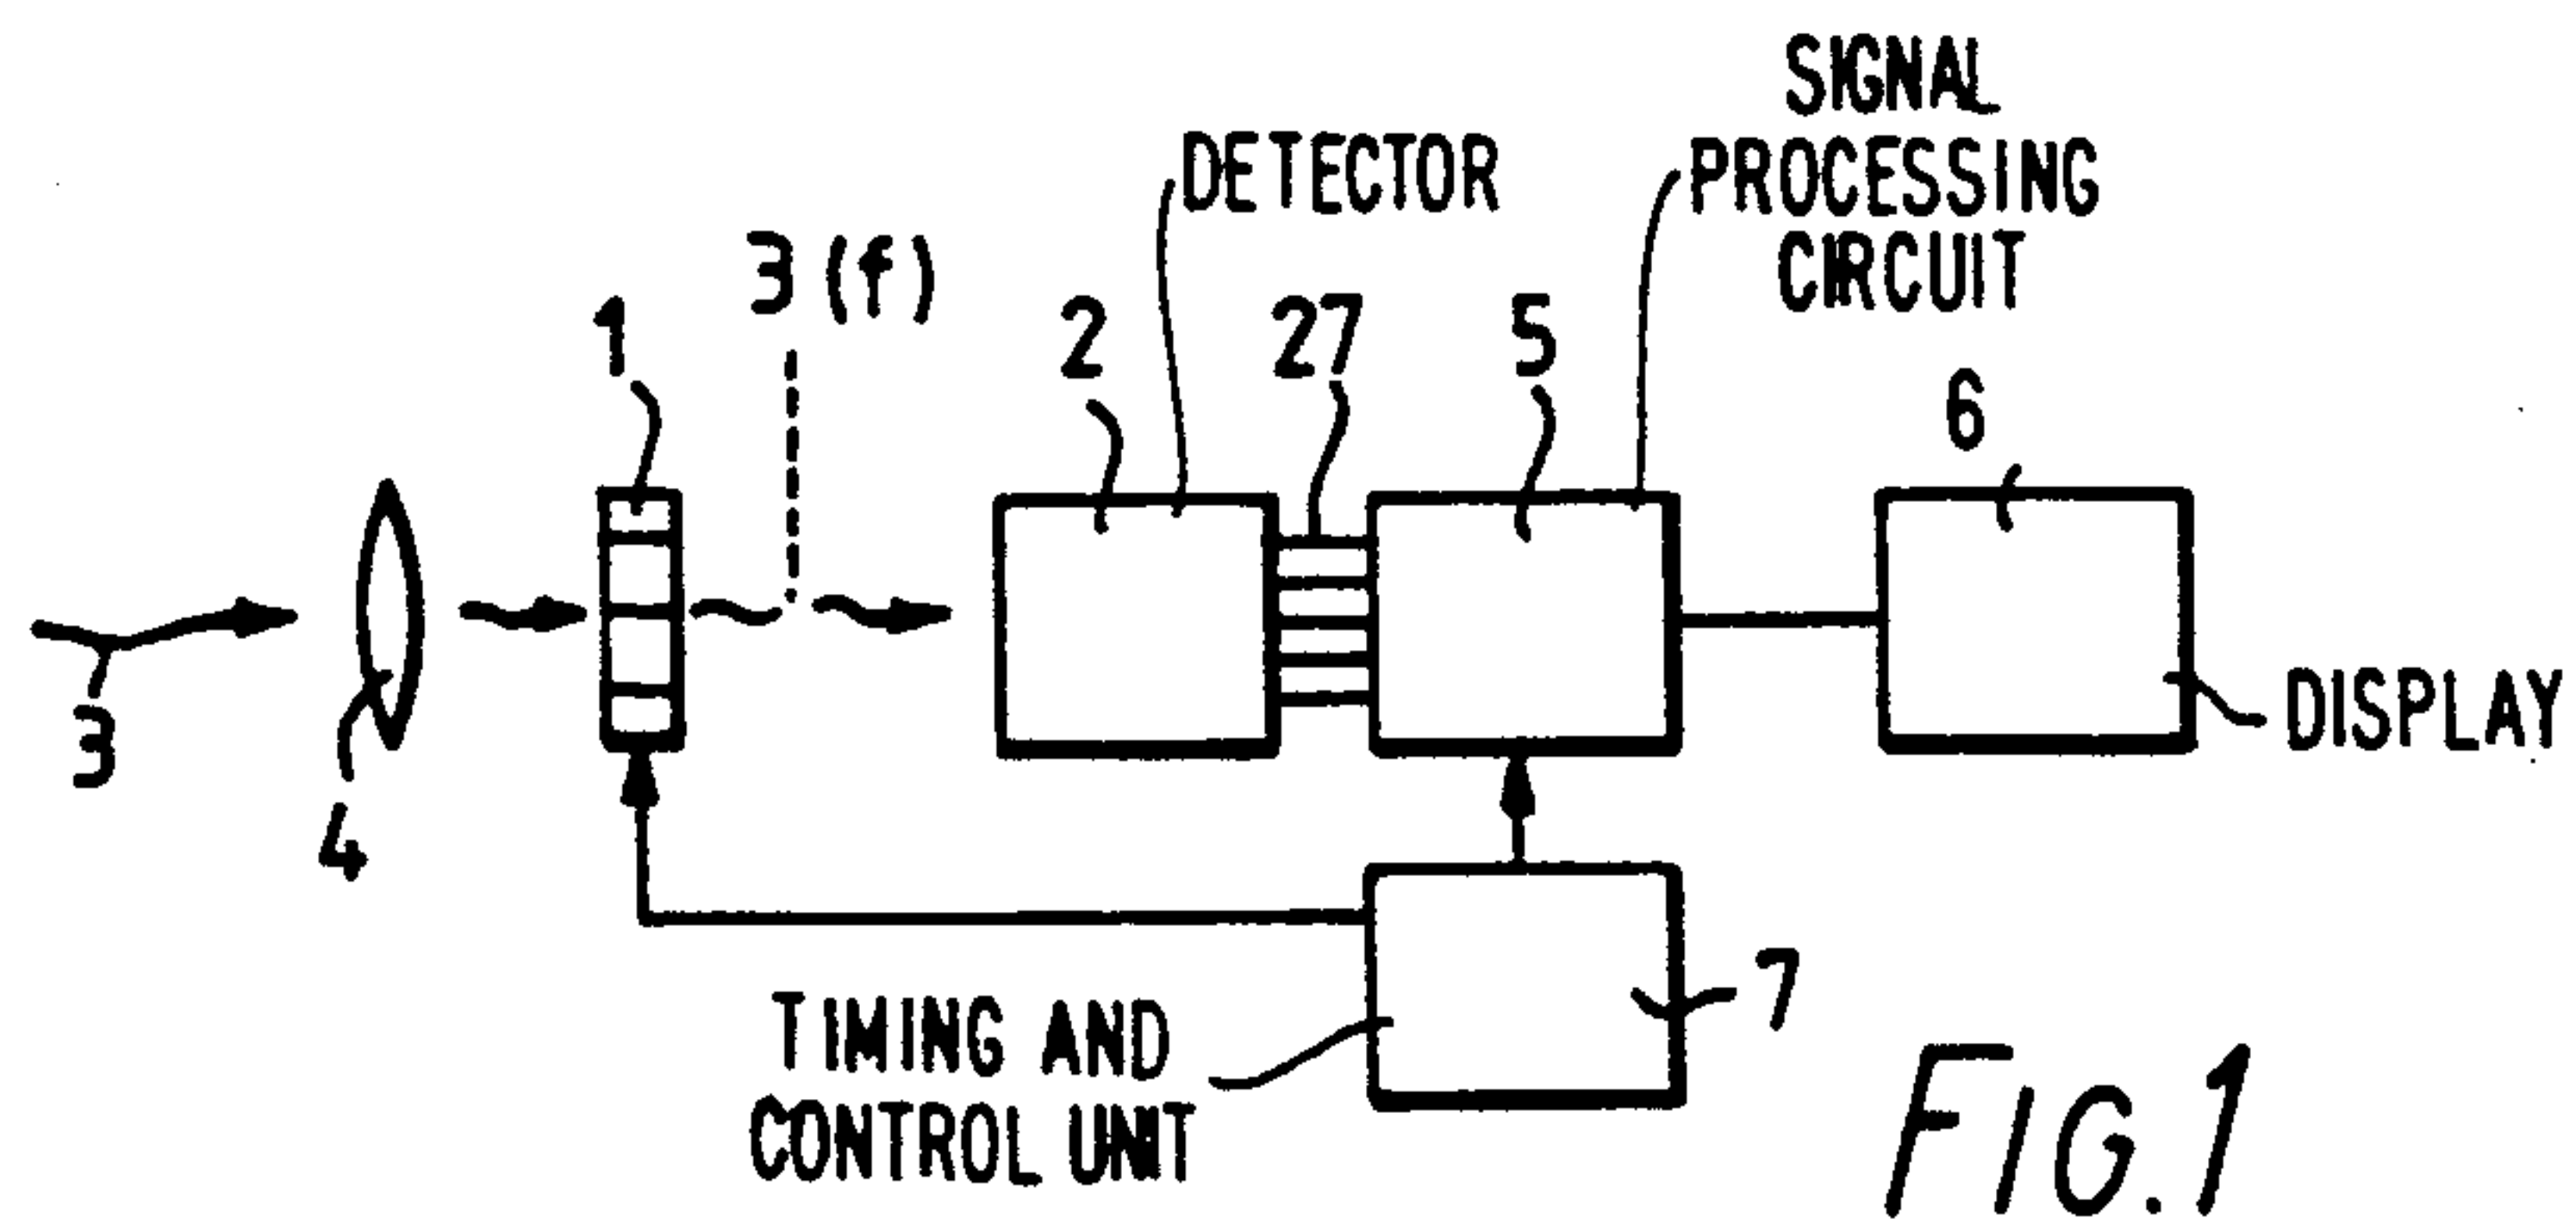 SIGNAL
PROCESSING
CIRCUIT
DETECTOR
3 (f)
1
2
27
5
6
3
4
DISPLAY
7
TIMING AND
CONTROL UNIT
FIG. 1